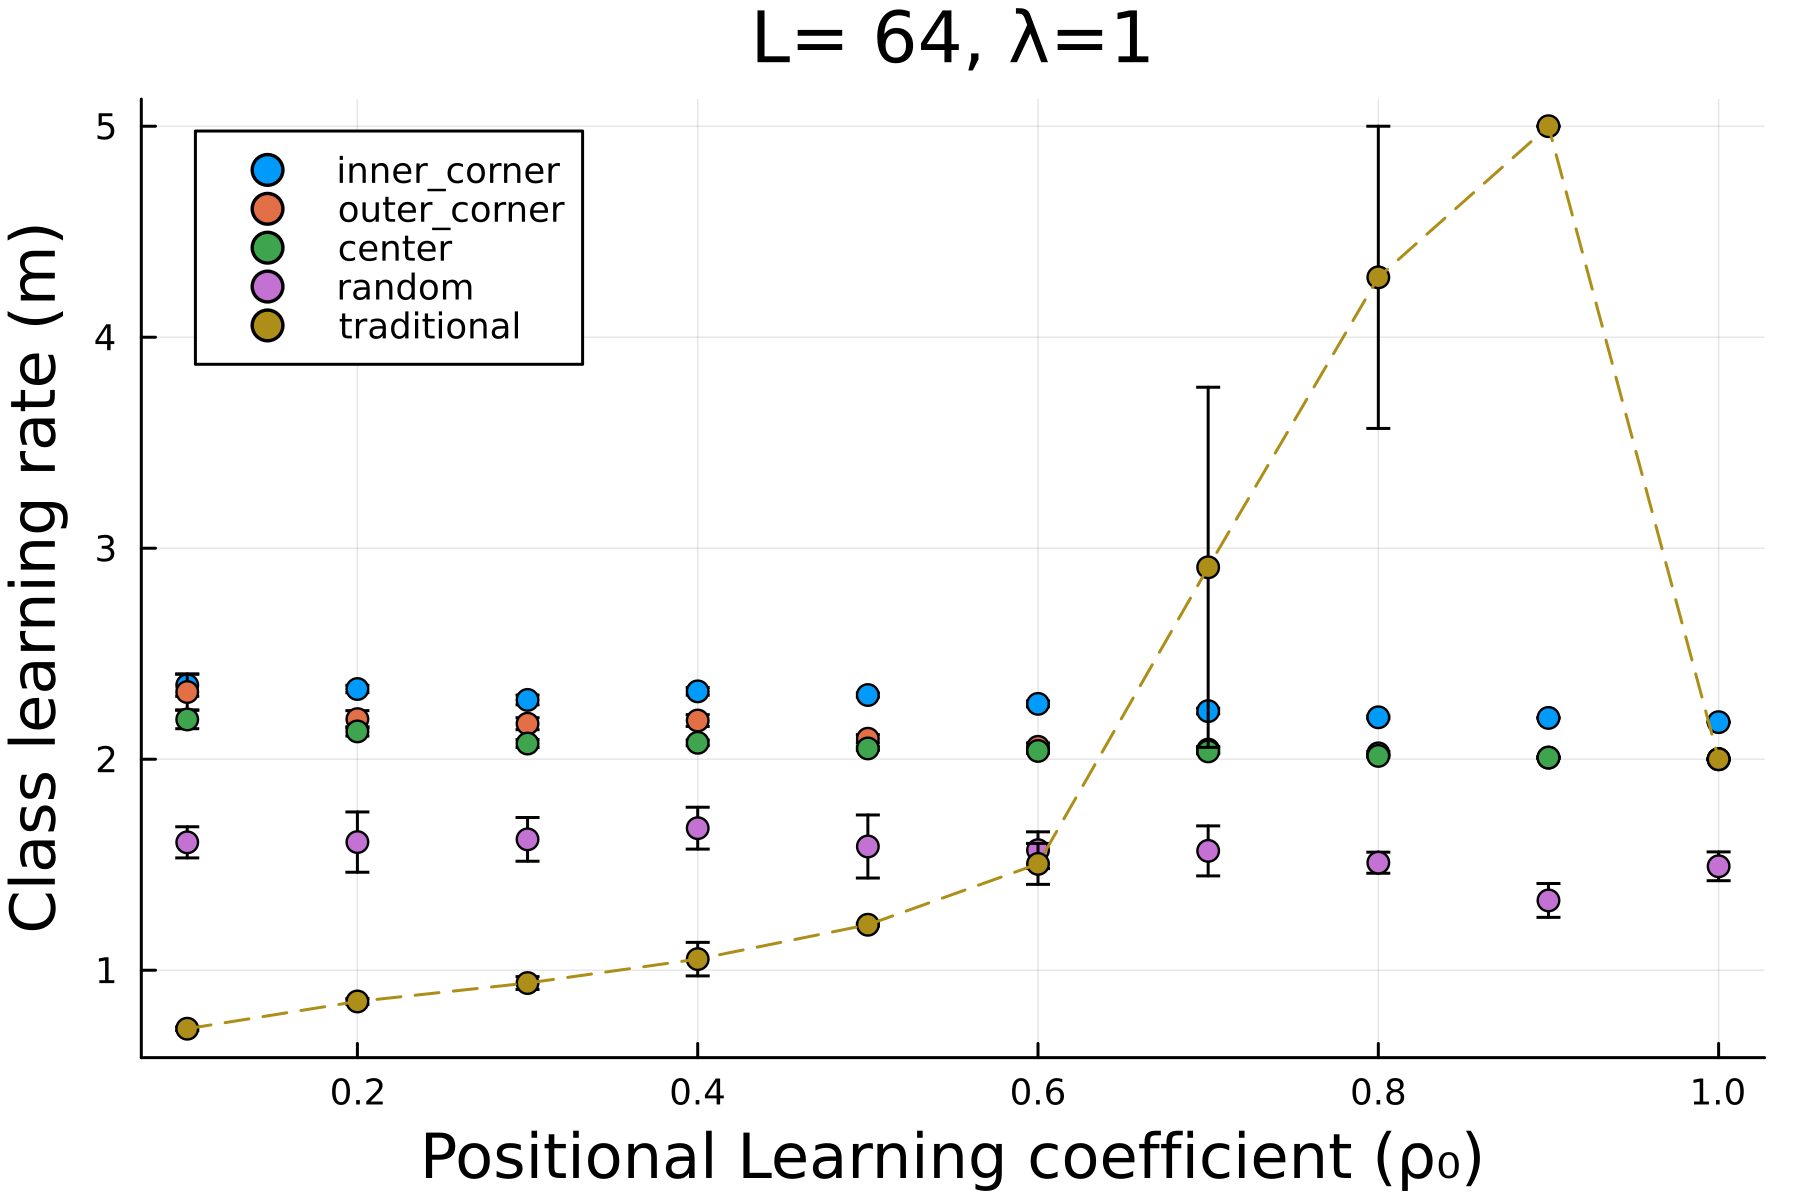 L= 64, λ=1
Class learning rate (m)
5
4
3
2
1
inner_corner
outer_corner
center
random
traditional
0.2 0.4 0.6 0.8 1.0
Positional Learning coefficient (ρ₀)